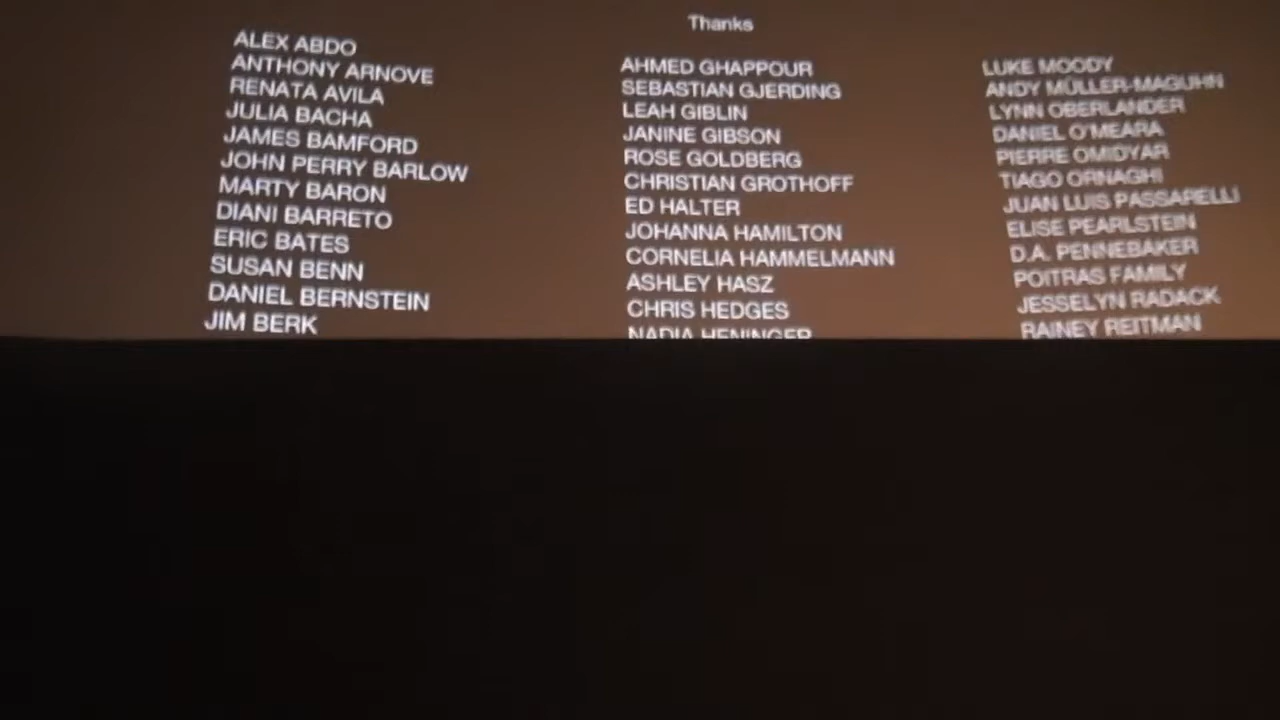 Thanks
ALEX ABDO
ANTHONY ARNOVE
RENATA AVILA
JULIA BACHA
JAMES BAMFORD
JOHN PERRY BARLOW
MARTY BARON
DIANI BARRETO
ERIC BATES
SUSAN BENN
DANIEL BERNSTEIN
JIM BERK
AHMED GHAPPOUR
SEBASTIAN GJERDING
LEAH GIBLIN
JANINE GIBSON
ROSE GOLDBERG
CHRISTIAN GROTHOFF
ED HALTER
JOHANNA HAMILTON
CORNELIA HAMMELMANN
ASHLEY HASZ
CHRIS HEDGES
NADIA HENINGER
LUKE MOODY
ANDY MÜLLER-MAGUHN
LYNN OBERLANDER
DANIEL O'MEARA
PIERRE OMIDYAR
TIAGO ORNAGHI
JUAN LUIS PASSARELLI
ELISE PEARLSTEIN
D.A. PENNEBAKER
POITRAS FAMILY
JESSELYN RADACK
RAINEY REITMAN